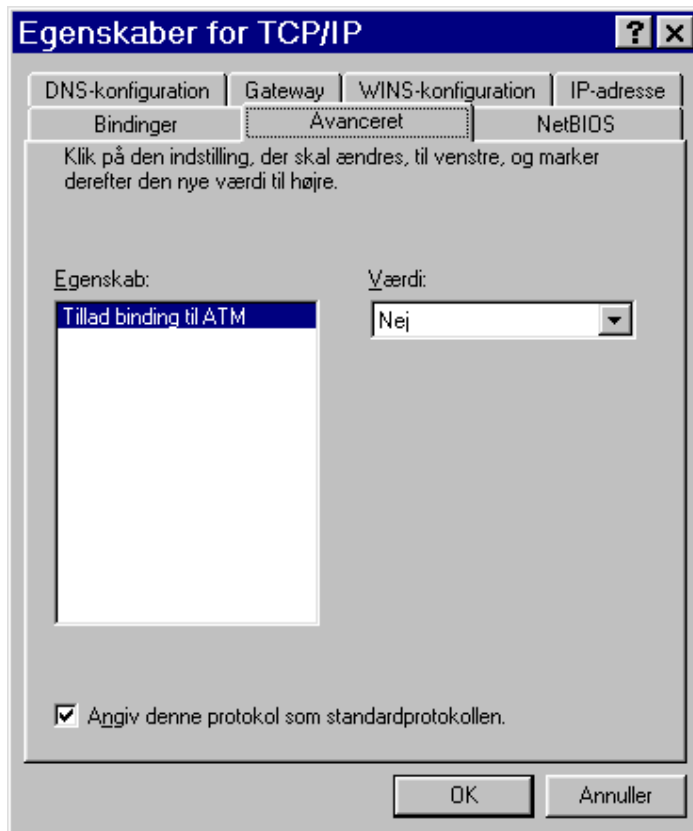 Egenskaber for TCP/IP
DNS-konfiguration Gateway WINS-konfiguration IP-adresse
Bindinger Avanceret NetBIOS
Klik på den indstilling, der skal ændres, til venstre, og marker
derefter den nye værdi til højre.
Egenskab: Værdi:
Tillad binding til ATM Nej
Angiv denne protokol som standardprotokollen.
OK Annuller